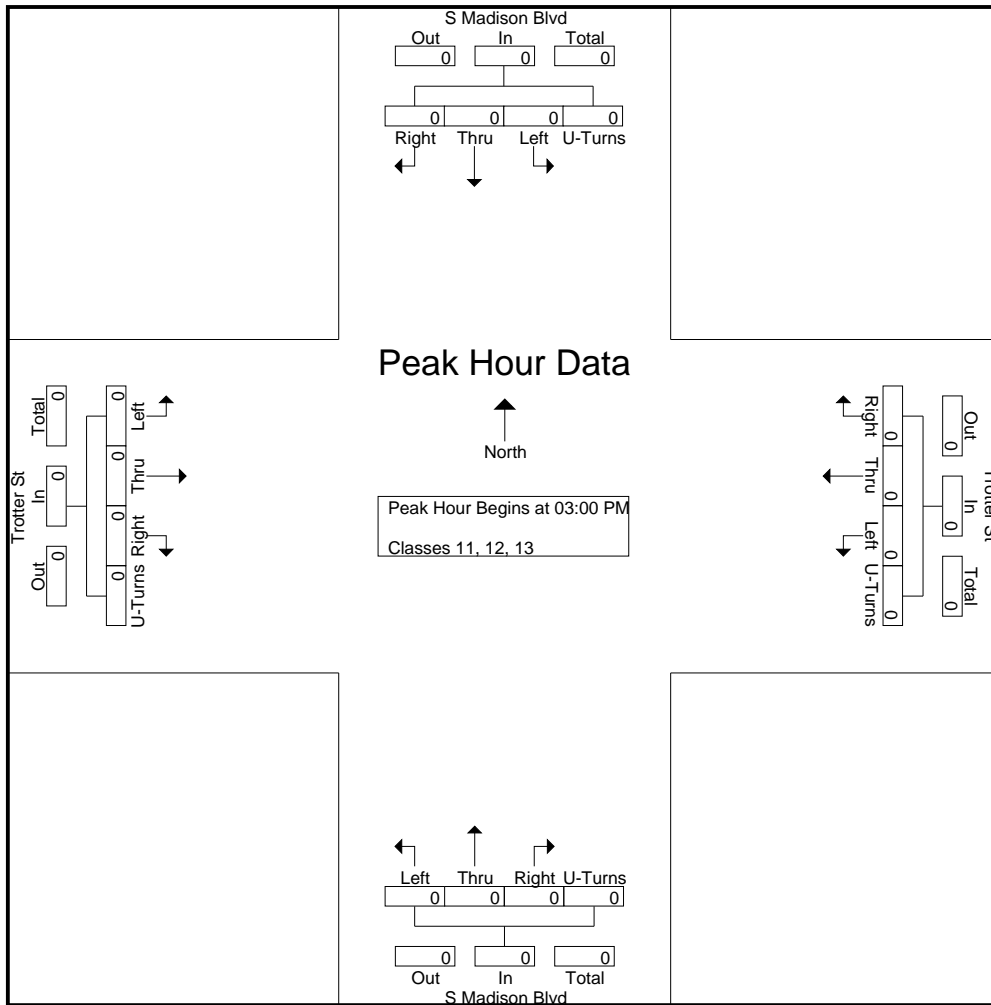 S Madison Blvd
Out In Total
0 0 0
0 0 0 0
Right Thru Left U-Turns
Peak Hour Data
North
Peak Hour Begins at 03:00 PM
Classes 11, 12, 13
Trotter St
Total In Out
0 0 0
0 0 0 0
Left Thru Right U-Turns
Right Thru Left U-Turns
0 0 0 0
Out In Total
0 0 0
Trotter St
Left Thru Right U-Turns
0 0 0 0
0 0 0
Out In Total
S Madison Blvd